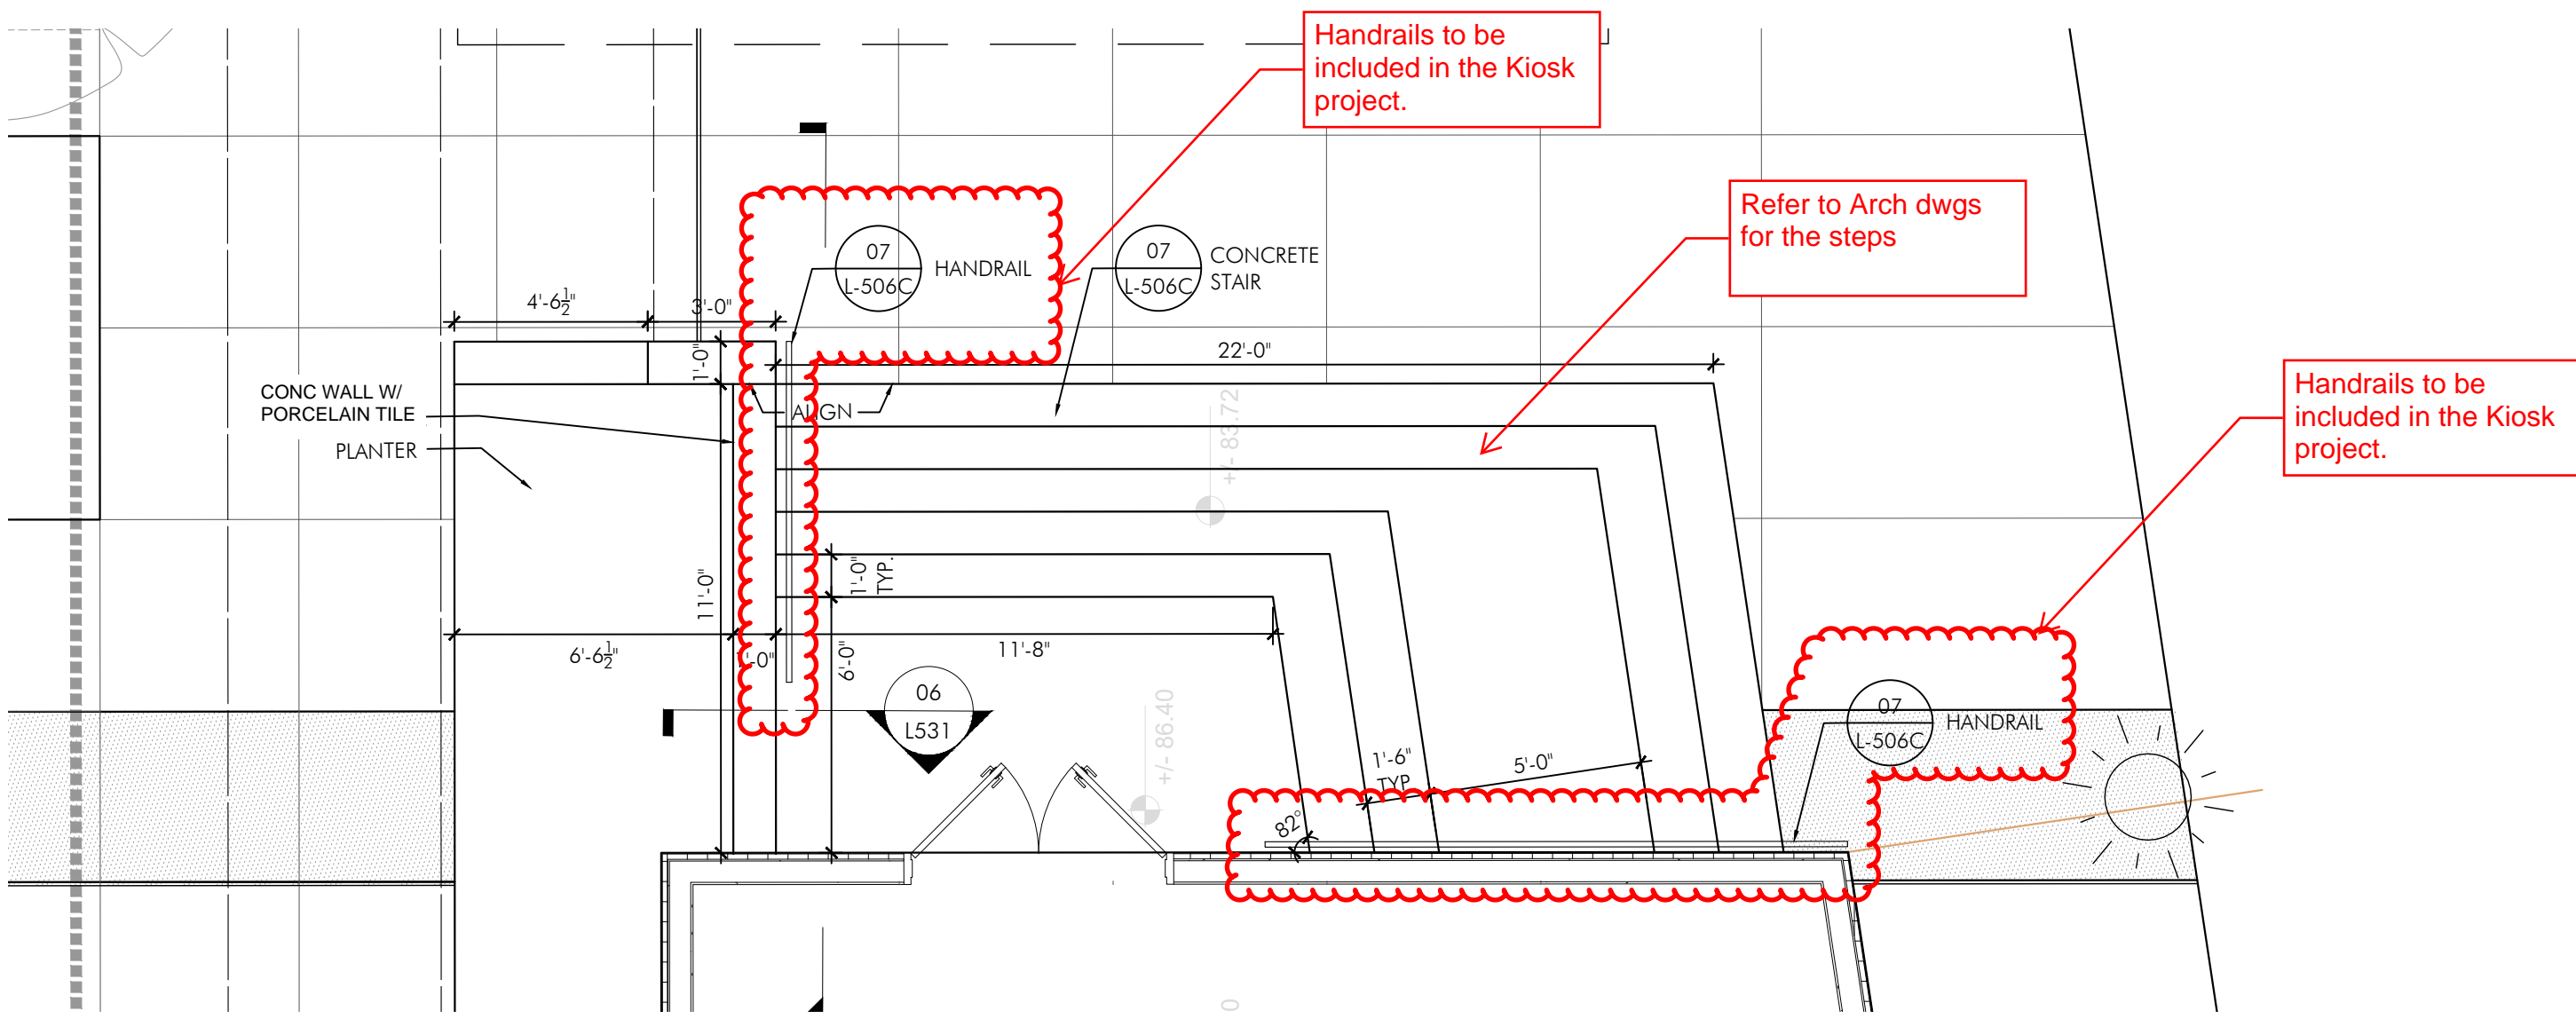 Handrails to be
included in the Kiosk
project.
Refer to Arch dwgs
for the steps
07
L-506C
HANDRAIL
07
L-506C
CONCRETE
STAIR
4'-6½"
3'-0"
1'-0"
22'-0"
CONC WALL W/
PORCELAIN TILE
PLANTER
ALIGN
+/- 83.72
Handrails to be
included in the Kiosk
project.
11'-0"
1'-0"
TYP.
6'-6½"
1'-0"
6'-0"
11'-8"
06
L531
+/- 86.40
1'-6"
TYP
5'-0"
82°
07
L-506C
HANDRAIL
0